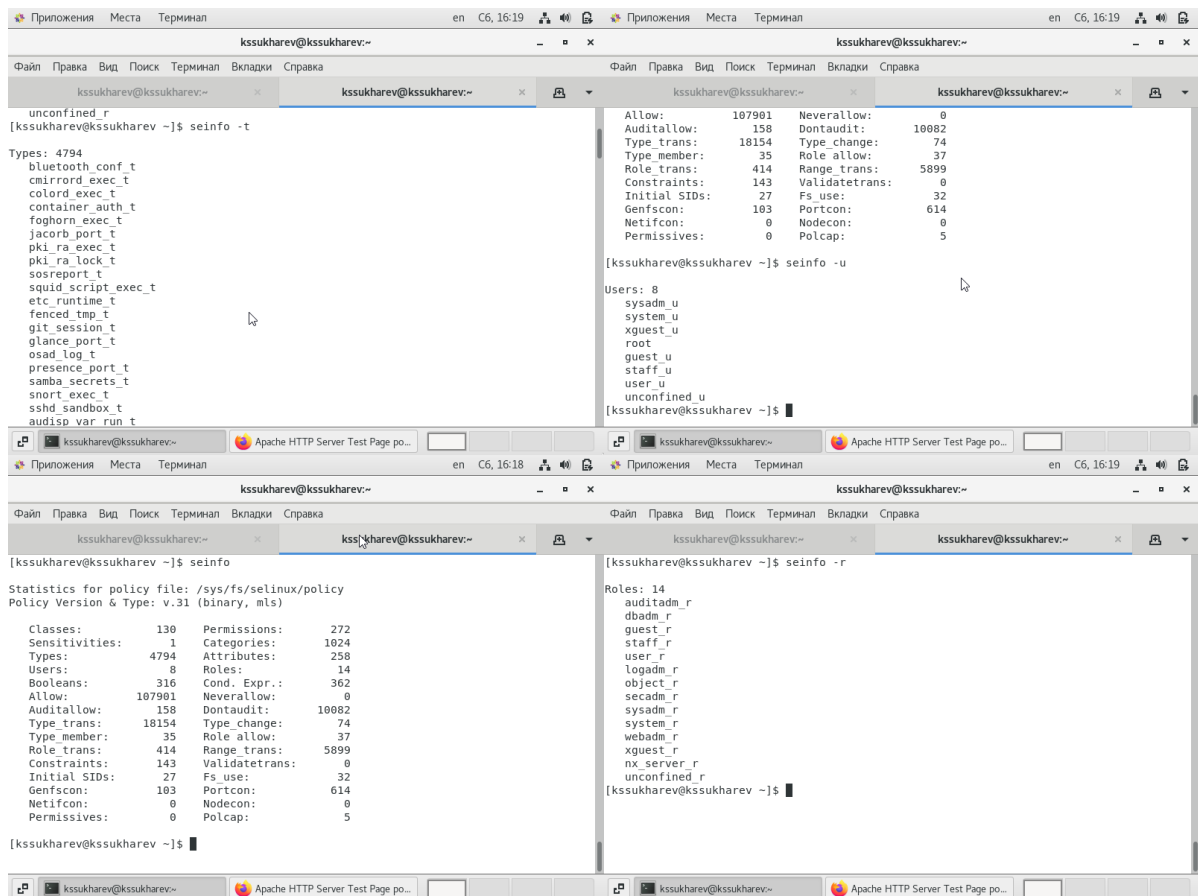 Приложения Места Терминал en Сб, 16:19
kssukharev@kssukharev:~
Файл Правка Вид Поиск Терминал Вкладки Справка
kssukharev@kssukharev:~ × kssukharev@kssukharev:~ ×
unconfined_r
[kssukharev@kssukharev ~]$ seinfo -t
Types: 4794
bluetooth_conf_t
cmirrord_exec_t
colord_exec_t
container_auth_t
foghorn_exec_t
jacorb_port_t
pki_ra_exec_t
pki_ra_lock_t
sosreport_t
squid_script_exec_t
etc_runtime_t
fenced_tmp_t
git_session_t
glance_port_t
osad_log_t
presence_port_t
samba_secrets_t
snort_exec_t
sshd_sandbox_t
audisp_var_run_t
kssukharev@kssukharev:~ Apache HTTP Server Test Page po...
Приложения Места Терминал en Сб, 16:19
kssukharev@kssukharev:~
Файл Правка Вид Поиск Терминал Вкладки Справка
kssukharev@kssukharev:~ × kssukharev@kssukharev:~ ×
Allow: 107901 Neverallow: 0
Auditallow: 158 Dontaudit: 10082
Type_trans: 18154 Type_change: 74
Type_member: 35 Role allow: 37
Role_trans: 414 Range_trans: 5899
Constraints: 143 Validatetrans: 0
Initial SIDs: 27 Fs_use: 32
Genfscon: 103 Portcon: 614
Netifcon: 0 Nodecon: 0
Permissives: 0 Polcap: 5
[kssukharev@kssukharev ~]$ seinfo -u
Users: 8
sysadm_u
system_u
xguest_u
root
guest_u
staff_u
user_u
unconfined_u
[kssukharev@kssukharev ~]$
kssukharev@kssukharev:~ Apache HTTP Server Test Page po...
Приложения Места Терминал en Сб, 16:18
kssukharev@kssukharev:~
Файл Правка Вид Поиск Терминал Вкладки Справка
kssukharev@kssukharev:~ × kssukharev@kssukharev:~ ×
[kssukharev@kssukharev ~]$ seinfo
Statistics for policy file: /sys/fs/selinux/policy
Policy Version & Type: v.31 (binary, mls)
Classes: 130 Permissions: 272
Sensitivities: 1 Categories: 1024
Types: 4794 Attributes: 258
Users: 8 Roles: 14
Booleans: 316 Cond. Expr.: 362
Allow: 107901 Neverallow: 0
Auditallow: 158 Dontaudit: 10082
Type_trans: 18154 Type_change: 74
Type_member: 35 Role allow: 37
Role_trans: 414 Range_trans: 5899
Constraints: 143 Validatetrans: 0
Initial SIDs: 27 Fs_use: 32
Genfscon: 103 Portcon: 614
Netifcon: 0 Nodecon: 0
Permissives: 0 Polcap: 5
[kssukharev@kssukharev ~]$
kssukharev@kssukharev:~ Apache HTTP Server Test Page po...
Приложения Места Терминал en Сб, 16:19
kssukharev@kssukharev:~
Файл Правка Вид Поиск Терминал Вкладки Справка
kssukharev@kssukharev:~ × kssukharev@kssukharev:~ ×
[kssukharev@kssukharev ~]$ seinfo -r
Roles: 14
auditadm_r
dbadm_r
guest_r
staff_r
user_r
logadm_r
object_r
secadm_r
sysadm_r
system_r
webadm_r
xguest_r
nx_server_r
unconfined_r
[kssukharev@kssukharev ~]$
kssukharev@kssukharev:~ Apache HTTP Server Test Page po...